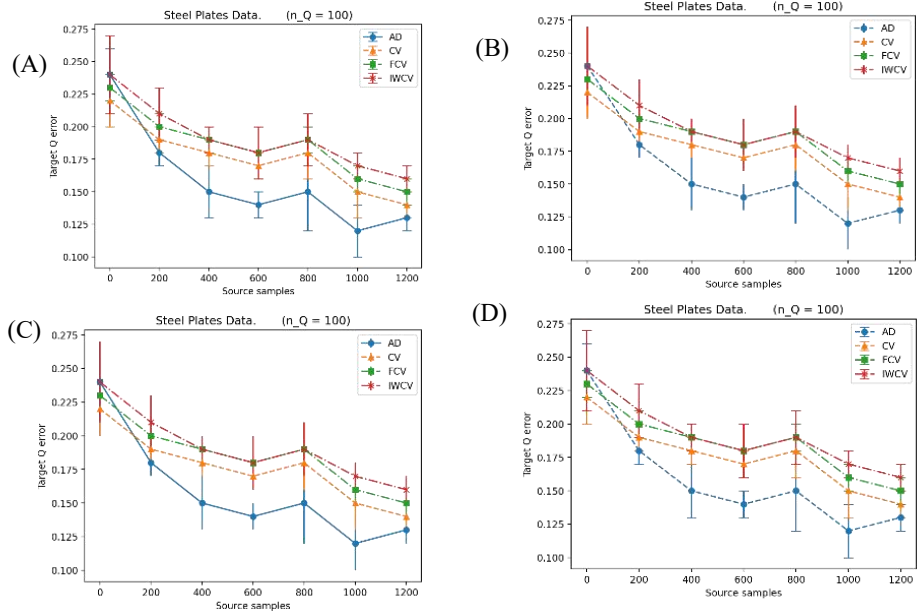 (A)
Steel Plates Data. (n_Q = 100)
AD
CV
FCV
IWCV
Target Q error
0.275
0.250
0.225
0.200
0.175
0.150
0.125
0.100
0 200 400 600 800 1000 1200
Source samples
(B)
Steel Plates Data. (n_Q = 100)
AD
CV
FCV
IWCV
Target Q error
0.275
0.250
0.225
0.200
0.175
0.150
0.125
0.100
0 200 400 600 800 1000 1200
Source samples
(C)
Steel Plates Data. (n_Q = 100)
AD
CV
FCV
IWCV
Target Q error
0.275
0.250
0.225
0.200
0.175
0.150
0.125
0.100
0 200 400 600 800 1000 1200
Source samples
(D)
Steel Plates Data. (n_Q = 100)
AD
CV
FCV
IWCV
Target Q error
0.275
0.250
0.225
0.200
0.175
0.150
0.125
0.100
0 200 400 600 800 1000 1200
Source samples